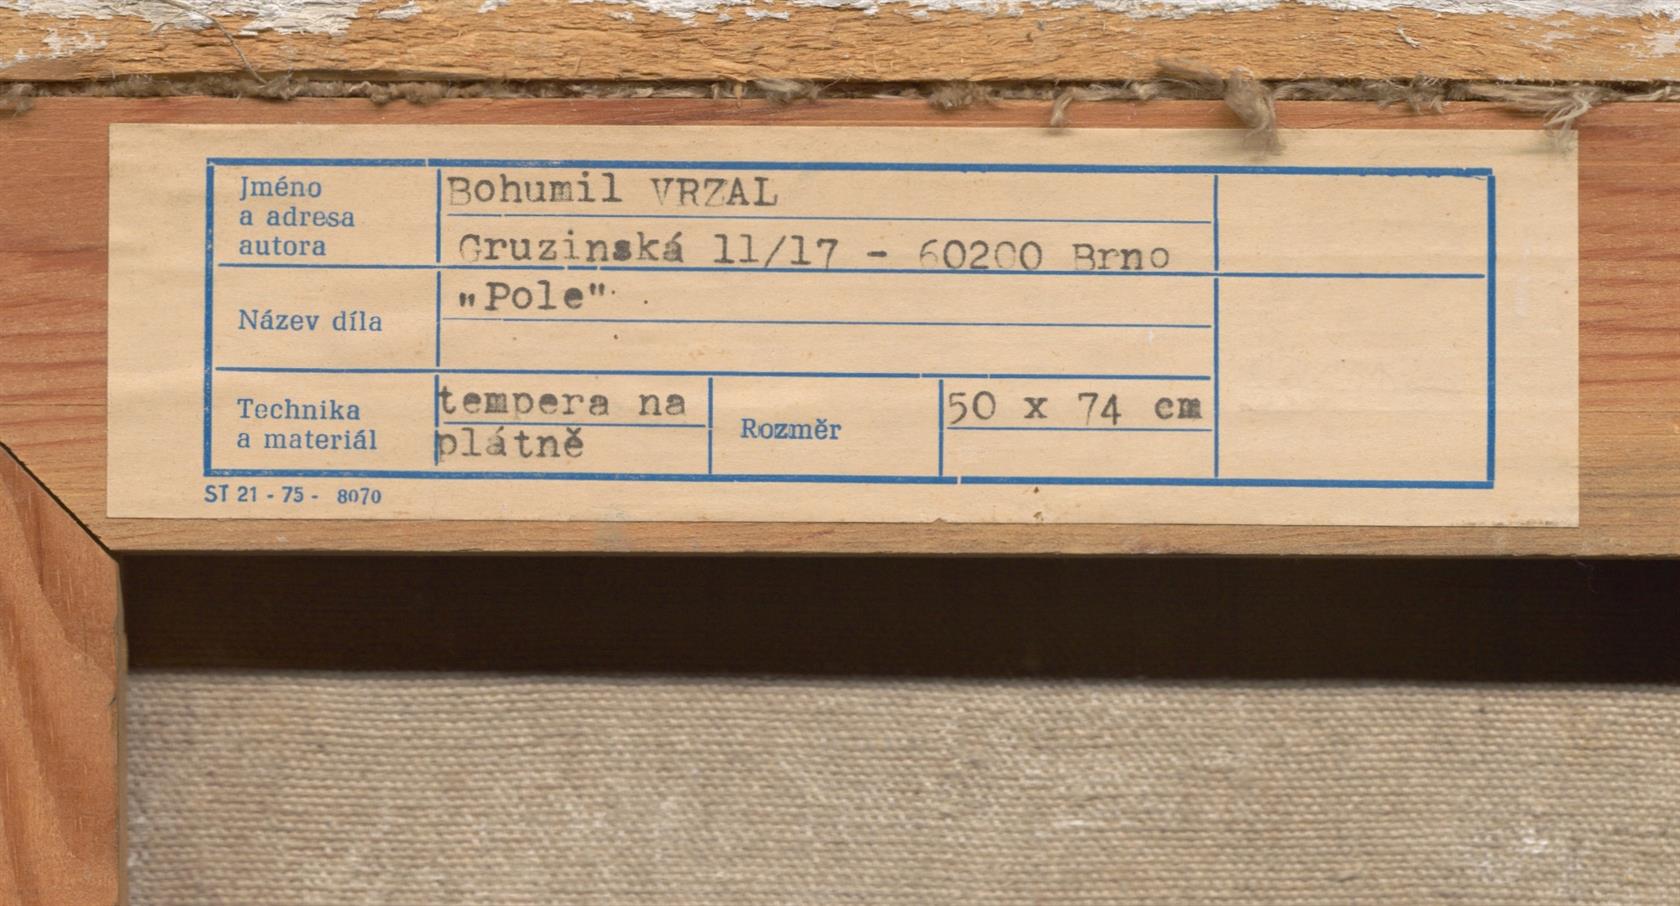 Jméno
a adresa
autora
Bohumil VRZAL
Gruzinská 11/17 - 60200 Brno
Název díla
„Pole"
Technika
a materiál
tempera na
plátně
Rozměr
50 x 74 cm
ST 21 - 75 - 8070